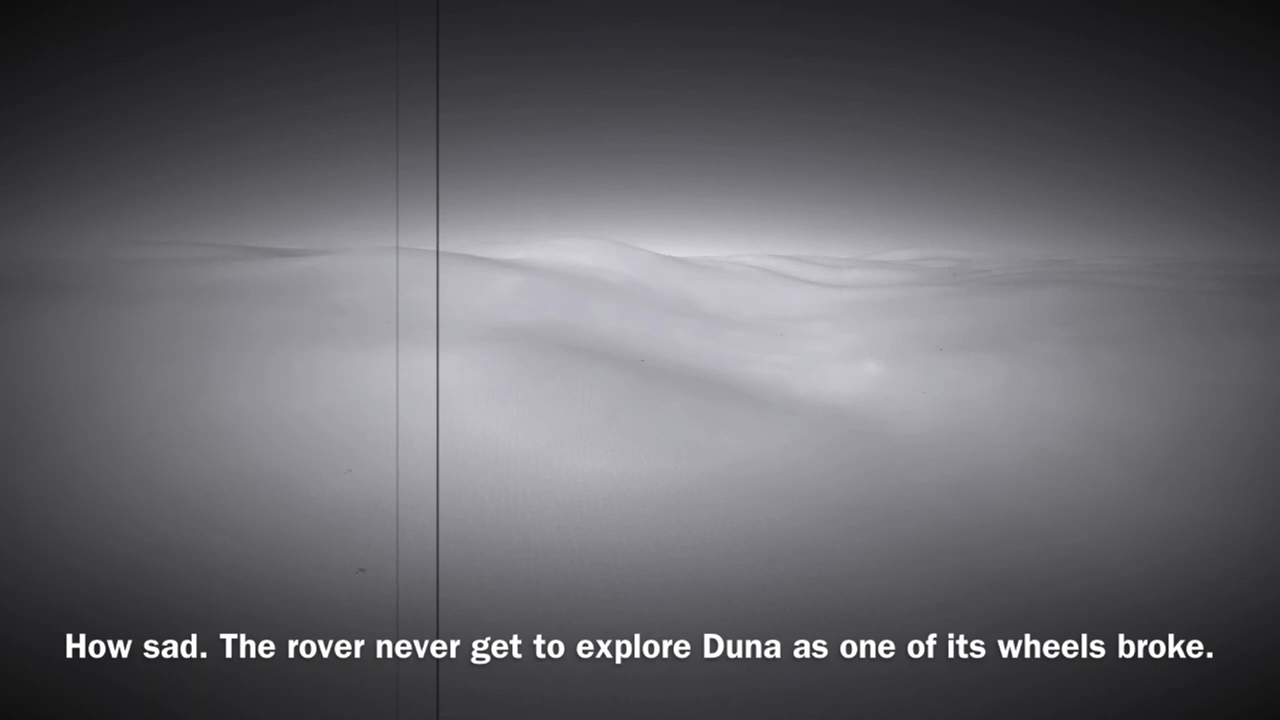 How sad. The rover never get to explore Duna as one of its wheels broke.